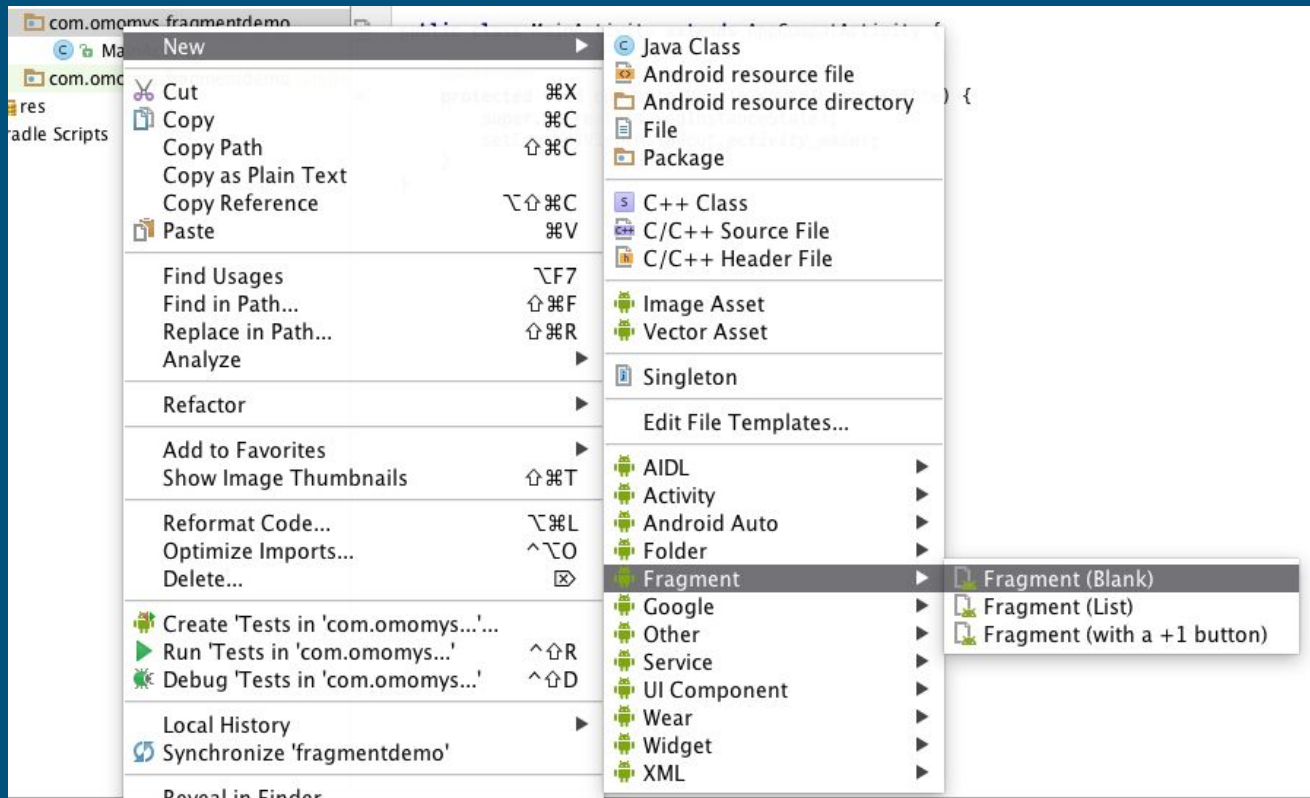 com.omomys.fragmentdemo
Ma
com.omo
res
radle Scripts
protected
) {
New
Cut ⌘X
Copy ⌘C
Copy Path ⇧⌘C
Copy as Plain Text
Copy Reference ⌥⇧⌘C
Paste ⌘V
Find Usages ⌥F7
Find in Path... ⇧⌘F
Replace in Path... ⇧⌘R
Analyze
Refactor
Add to Favorites
Show Image Thumbnails ⇧⌘T
Reformat Code... ⌥⌘L
Optimize Imports... ^⌥O
Delete... ⌦
Create 'Tests in 'com.omomys...'...
Run 'Tests in 'com.omomys...' ^⇧R
Debug 'Tests in 'com.omomys...' ^⇧D
Local History
Synchronize 'fragmentdemo'
Reveal in Finder
Java Class
Android resource file
Android resource directory
File
Package
C++ Class
C/C++ Source File
C/C++ Header File
Image Asset
Vector Asset
Singleton
Edit File Templates...
AIDL
Activity
Android Auto
Folder
Fragment
Google
Other
Service
UI Component
Wear
Widget
XML
Fragment (Blank)
Fragment (List)
Fragment (with a +1 button)